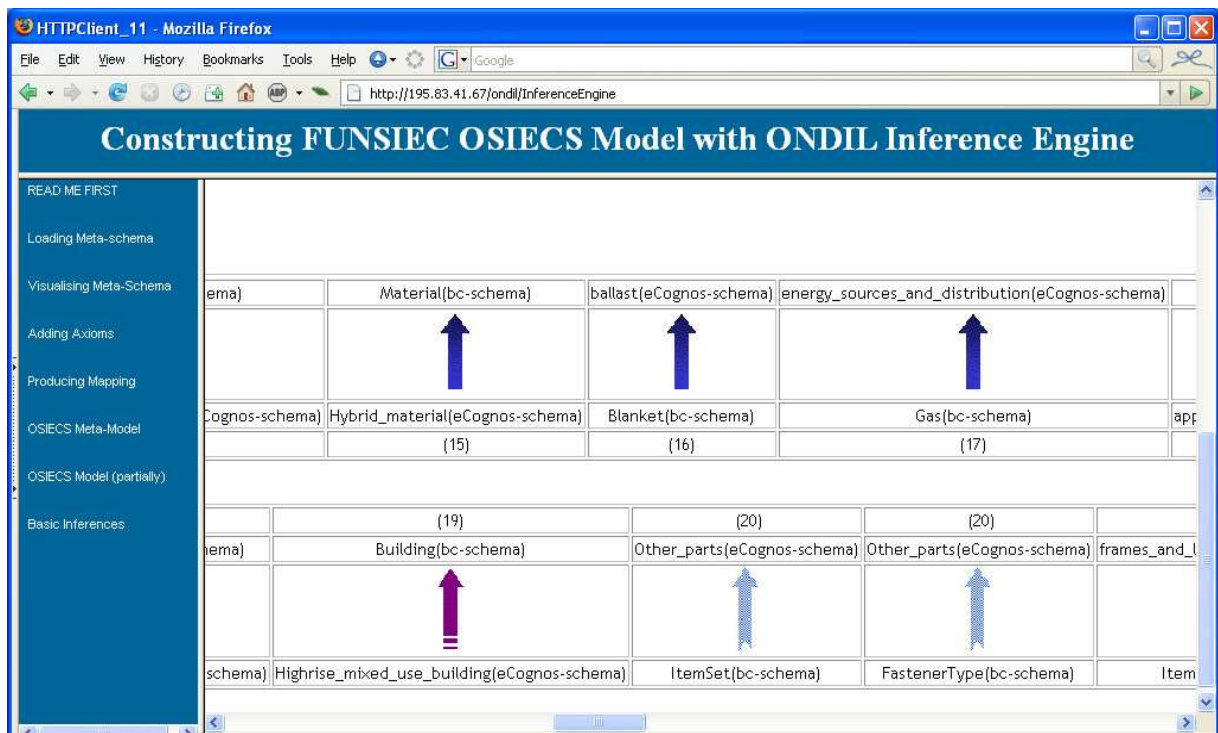 HTTPClient_11 - Mozilla Firefox
File Edit View History Bookmarks Tools Help G Google
ABP http://195.83.41.67/ondil/InferenceEngine
Constructing FUNSIEC OSIECS Model with ONDIL Inference Engine
READ ME FIRST
Loading Meta-schema
Visualising Meta-Schema
Adding Axioms
Producing Mapping
OSIECS Meta-Model
OSIECS Model (partially)
Basic Inferences
ema) Material(bc-schema) ballast(eCognos-schema) energy_sources_and_distribution(eCognos-schema)
Cognos-schema) Hybrid_material(eCognos-schema) Blanket(bc-schema) Gas(bc-schema) app
(15) (16) (17)
(19) (20) (20)
ema) Building(bc-schema) Other_parts(eCognos-schema) Other_parts(eCognos-schema) frames_and_l
schema) Highrise_mixed_use_building(eCognos-schema) ItemSet(bc-schema) FastenerType(bc-schema) Item